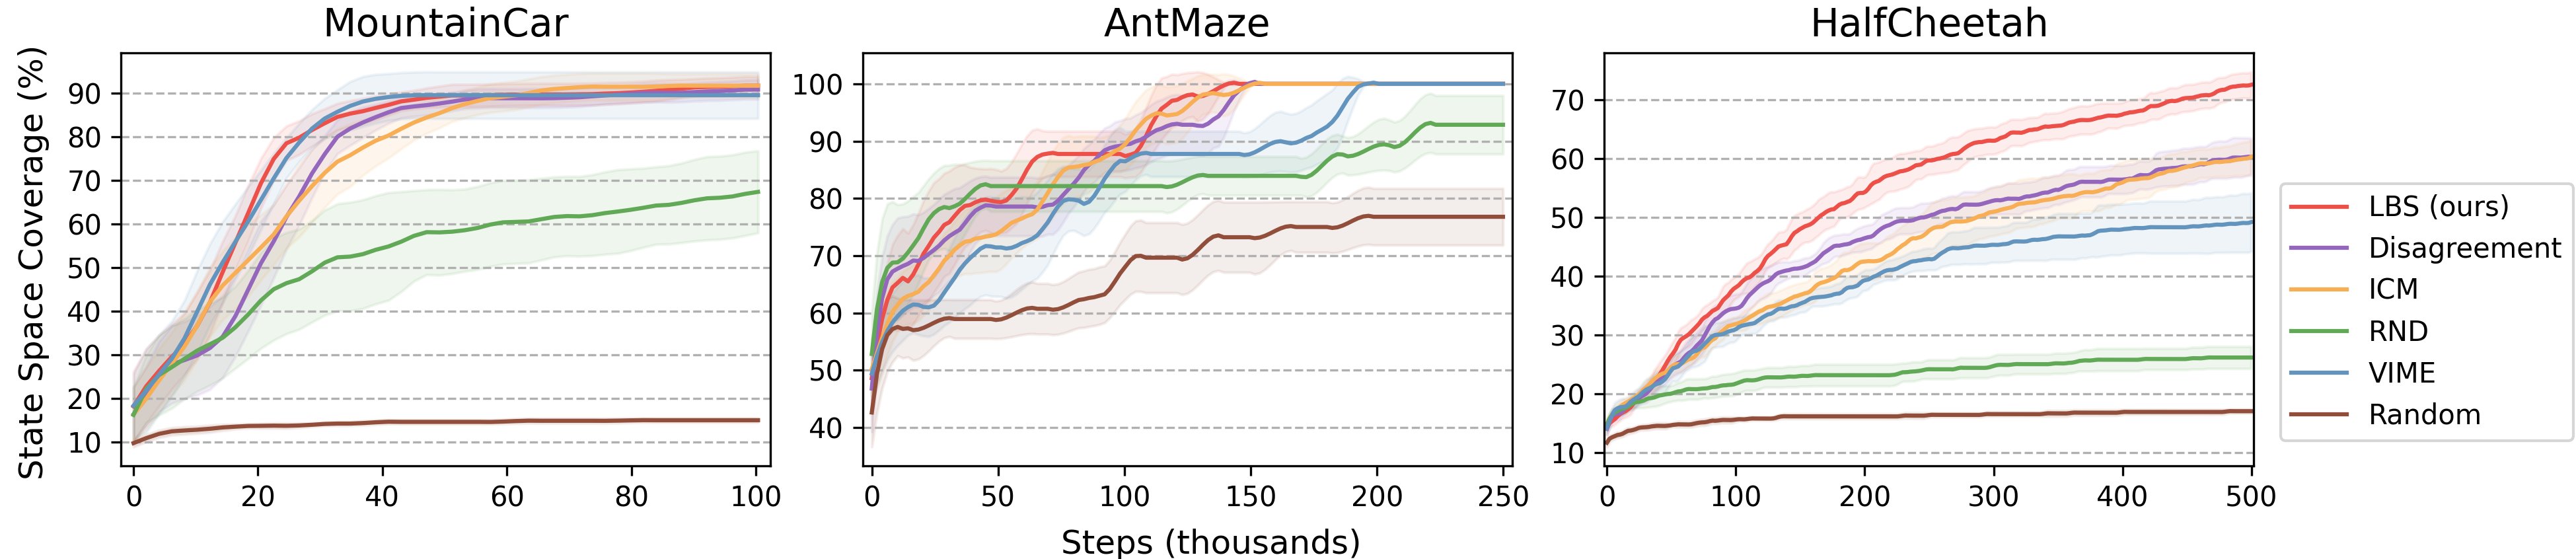 MountainCar
AntMaze
HalfCheetah
State Space Coverage (%)
90
80
70
60
50
40
30
20
10
0 20 40 60 80 100
100
90
80
70
60
50
40
0 50 100 150 200 250
70
60
50
40
30
20
10
0 100 200 300 400 500
Steps (thousands)
LBS (ours)
Disagreement
ICM
RND
VIME
Random